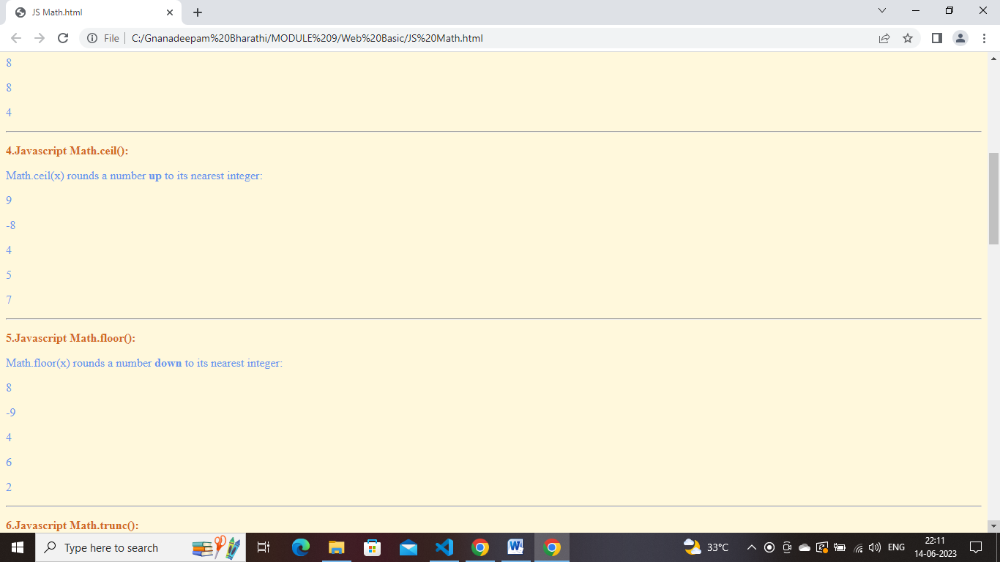 JS Math.html
File
C:/Gnanadeepam%20Bharathi/MODULE%209/Web%20Basic/JS%20Math.html
8
8
4
4.Javascript Math.ceil():
Math.ceil(x) rounds a number up to its nearest integer:
9
-8
4
5
7
5.Javascript Math.floor():
Math.floor(x) rounds a number down to its nearest integer:
8
-9
4
6
2
6.Javascript Math.trunc():
Type here to search
33°C
ENG
22:11
14-06-2023